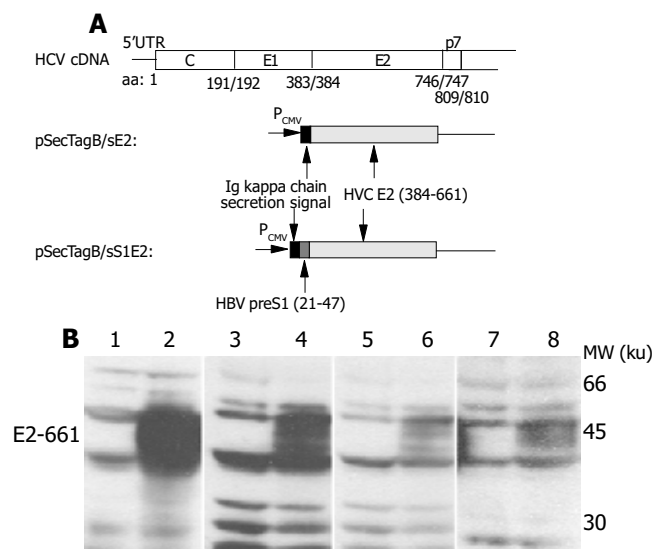 A
5'UTR
p7
HCV cDNA
C
E1
E2
aa: 1
191/192
383/384
746/747
809/810
PCMV
pSecTagB/sE2:
Ig kappa chain
secretion signal
HVC E2 (384-661)
PCMV
pSecTagB/sS1E2:
HBV preS1 (21-47)
B
1 2 3 4 5 6 7 8
MW (ku)
66
E2-661
45
30